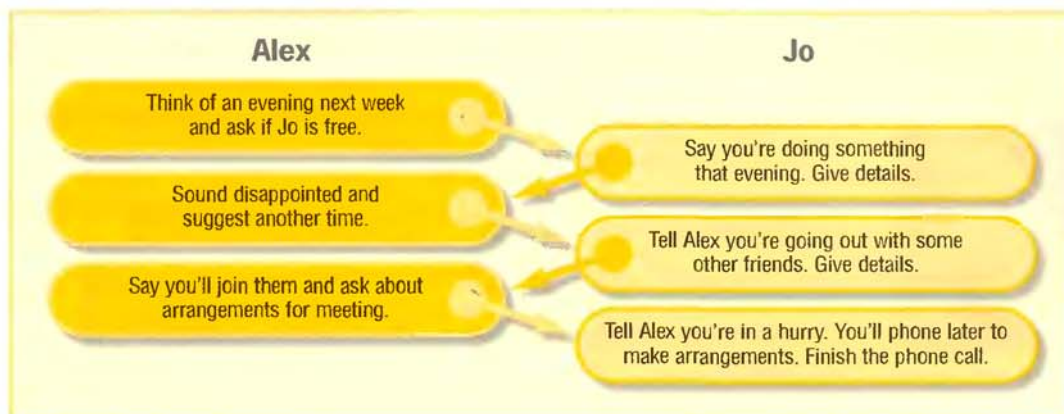 Alex
Jo
Think of an evening next week
and ask if Jo is free.
Say you're doing something
that evening. Give details.
Sound disappointed and
suggest another time.
Tell Alex you're going out with some
other friends. Give details.
Say you'll join them and ask about
arrangements for meeting.
Tell Alex you're in a hurry. You'll phone later to
make arrangements. Finish the phone call.